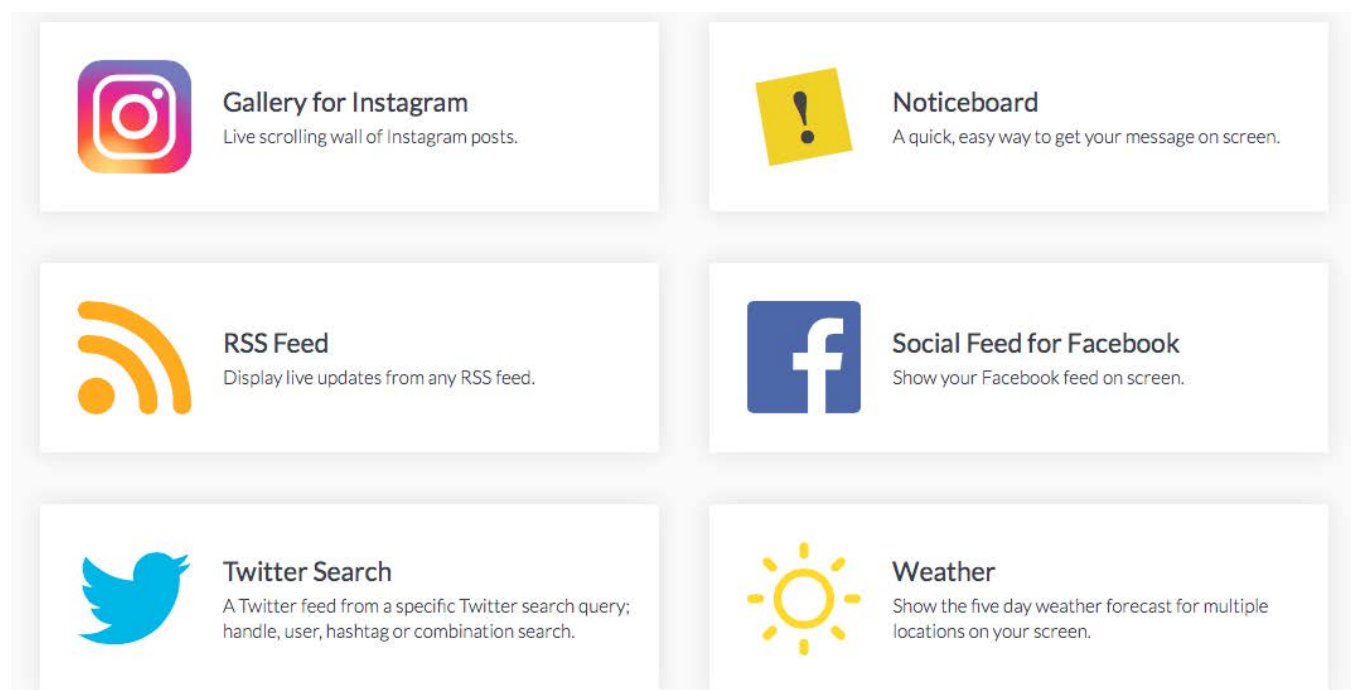 Gallery for Instagram
Live scrolling wall of Instagram posts.
Noticeboard
A quick, easy way to get your message on screen.
RSS Feed
Display live updates from any RSS feed.
Social Feed for Facebook
Show your Facebook feed on screen.
Twitter Search
A Twitter feed from a specific Twitter search query;
handle, user, hashtag or combination search.
Weather
Show the five day weather forecast for multiple
locations on your screen.